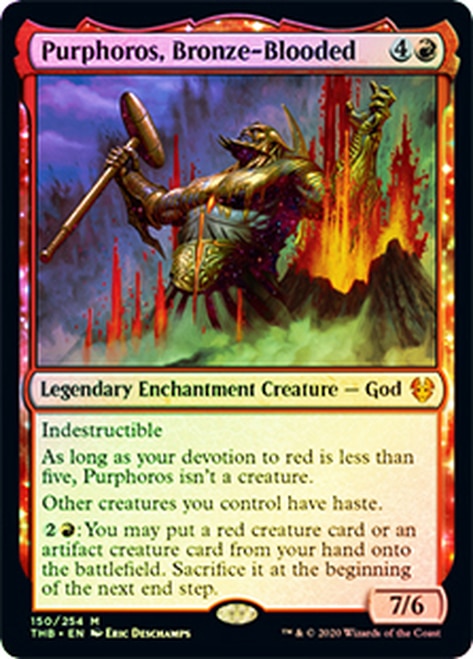 Purphoros, Bronze-Blooded 4
Legendary Enchantment Creature — God
Indestructible
As long as your devotion to red is less than
five, Purphoros isn't a creature.
Other creatures you control have haste.
2 : You may put a red creature card or an
artifact creature card from your hand onto
the battlefield. Sacrifice it at the beginning
of the next end step.
7/6
150/254 M
THB • EN Eric Deschamps
™ & © 2020 Wizards of the Coast